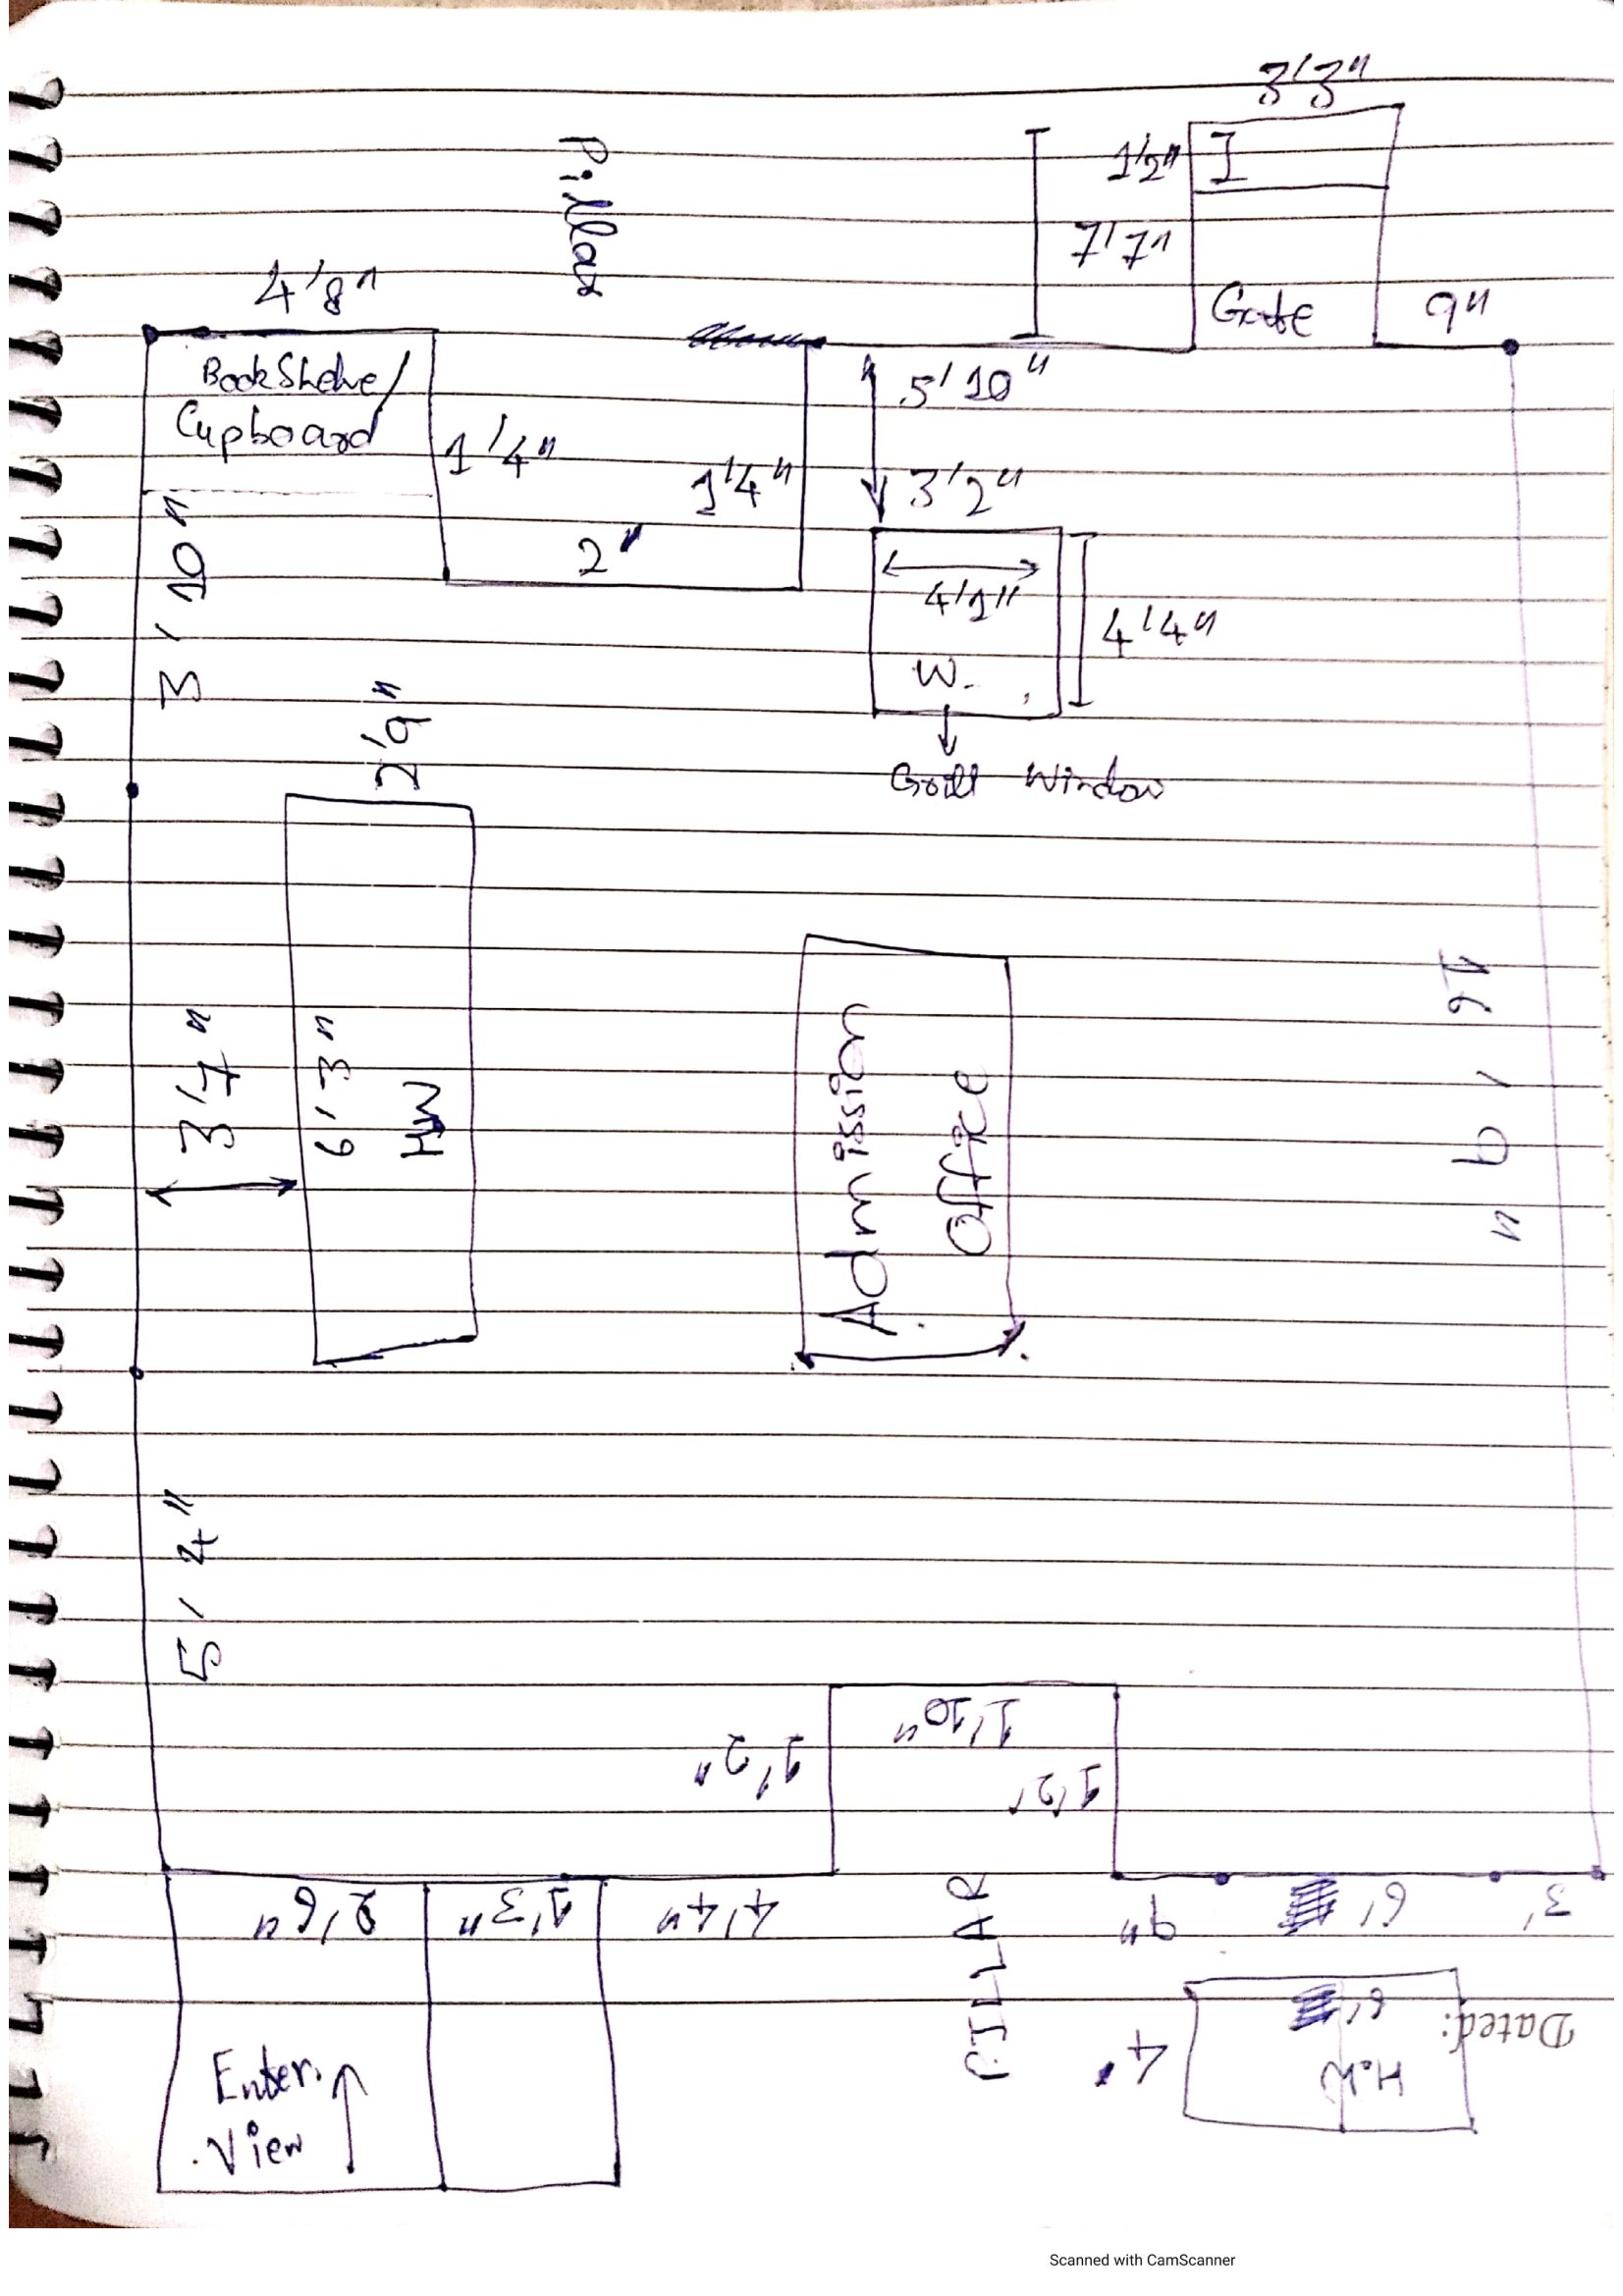 3'3"
1'2" I
7'7"
Gate
9"
Pillar
4'8"
BookShelve/
Cupboard
1'4"
1'4"
2"
5'10"
3'2"
4'1"
4'4"
W.
Grill Window
3'10"
2'9"
3'7"
6'3"
HW
Admission
office
16'9"
5'4"
1'10"
1'2"
1'2'
2'6"
1'3"
4'4"
PILLAR
9"
6'
3'
Enter.
View
4'
6'
H.W
Dated:
Scanned with CamScanner